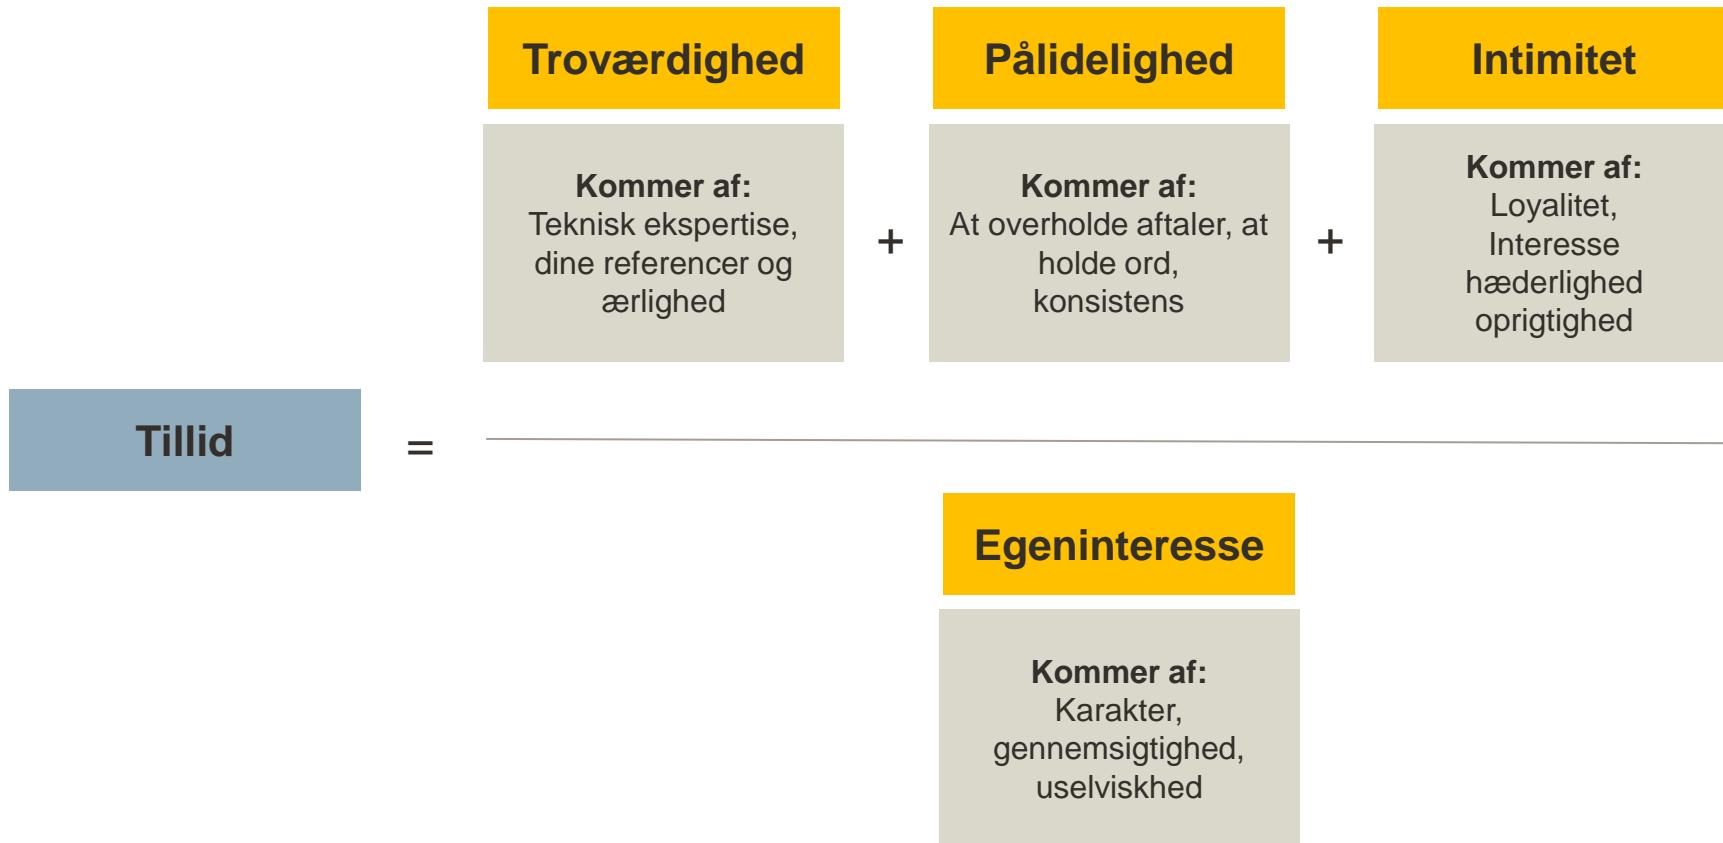 Troværdighed
Kommer af:
Teknisk ekspertise,
dine referencer og
ærlighed
+
Pålidelighed
Kommer af:
At overholde aftaler, at
holde ord,
konsistens
+
Intimitet
Kommer af:
Loyalitet,
Interesse
hæderlighed
oprigtighed
Tillid
=
Egeninteresse
Kommer af:
Karakter,
gennemsigtighed,
uselviskhed